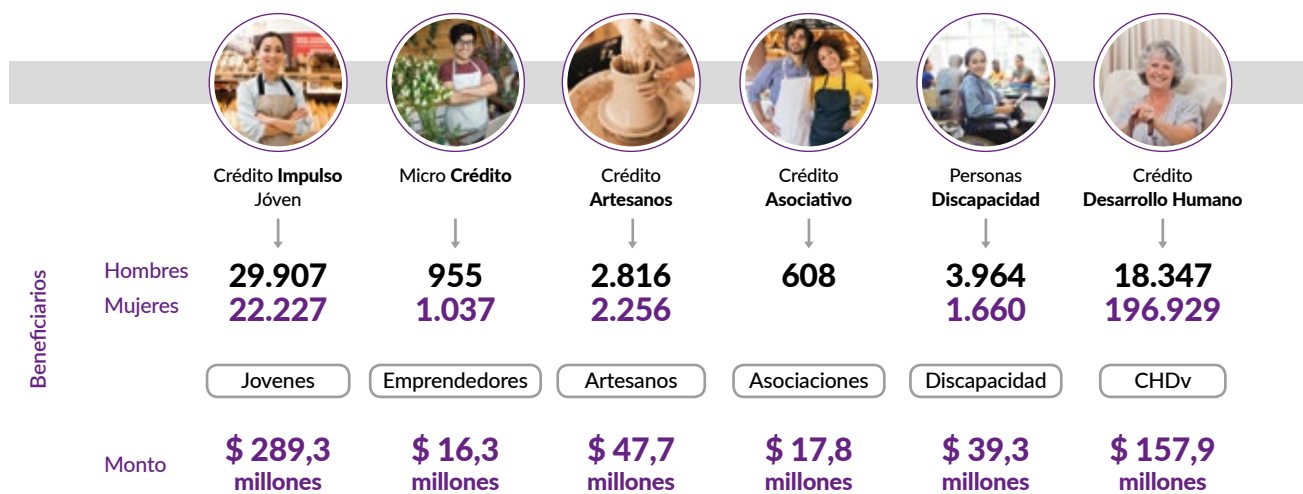 Crédito Impulso
Jóven
Micro Crédito
Crédito
Artesanos
Crédito
Asociativo
Personas
Discapacidad
Crédito
Desarrollo Humano
Beneficiarios
Hombres
29.907
955
2.816
608
3.964
18.347
Mujeres
22.227
1.037
2.256
1.660
196.929
Jovenes
Emprendedores
Artesanos
Asociaciones
Discapacidad
CHDv
Monto
$ 289,3
millones
$ 16,3
millones
$ 47,7
millones
$ 17,8
millones
$ 39,3
millones
$ 157,9
millones